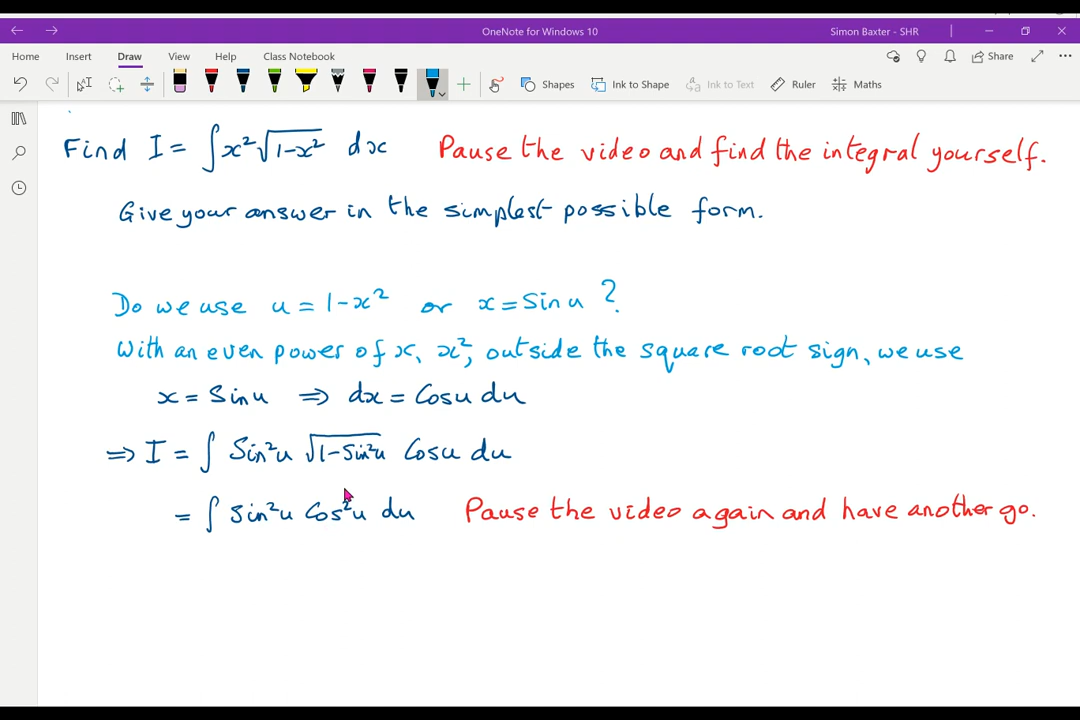 OneNote for Windows 10
Simon Baxter - SHR
Home Insert Draw View Help Class Notebook
Share
Shapes Ink to Shape Ink to Text Ruler Maths
Find I = ∫x²√(1-x²) dx Pause the video and find the integral yourself.
Give your answer in the simplest possible form.
Do we use u = 1-x² or x = Sin u ?
With an even power of x, x², outside the square root sign, we use
x = Sin u ⇒ dx = Cosu du
⇒ I = ∫ Sin²u √(1-Sin²u) Cosu du
= ∫ Sin²u Cos²u du Pause the video again and have another go.